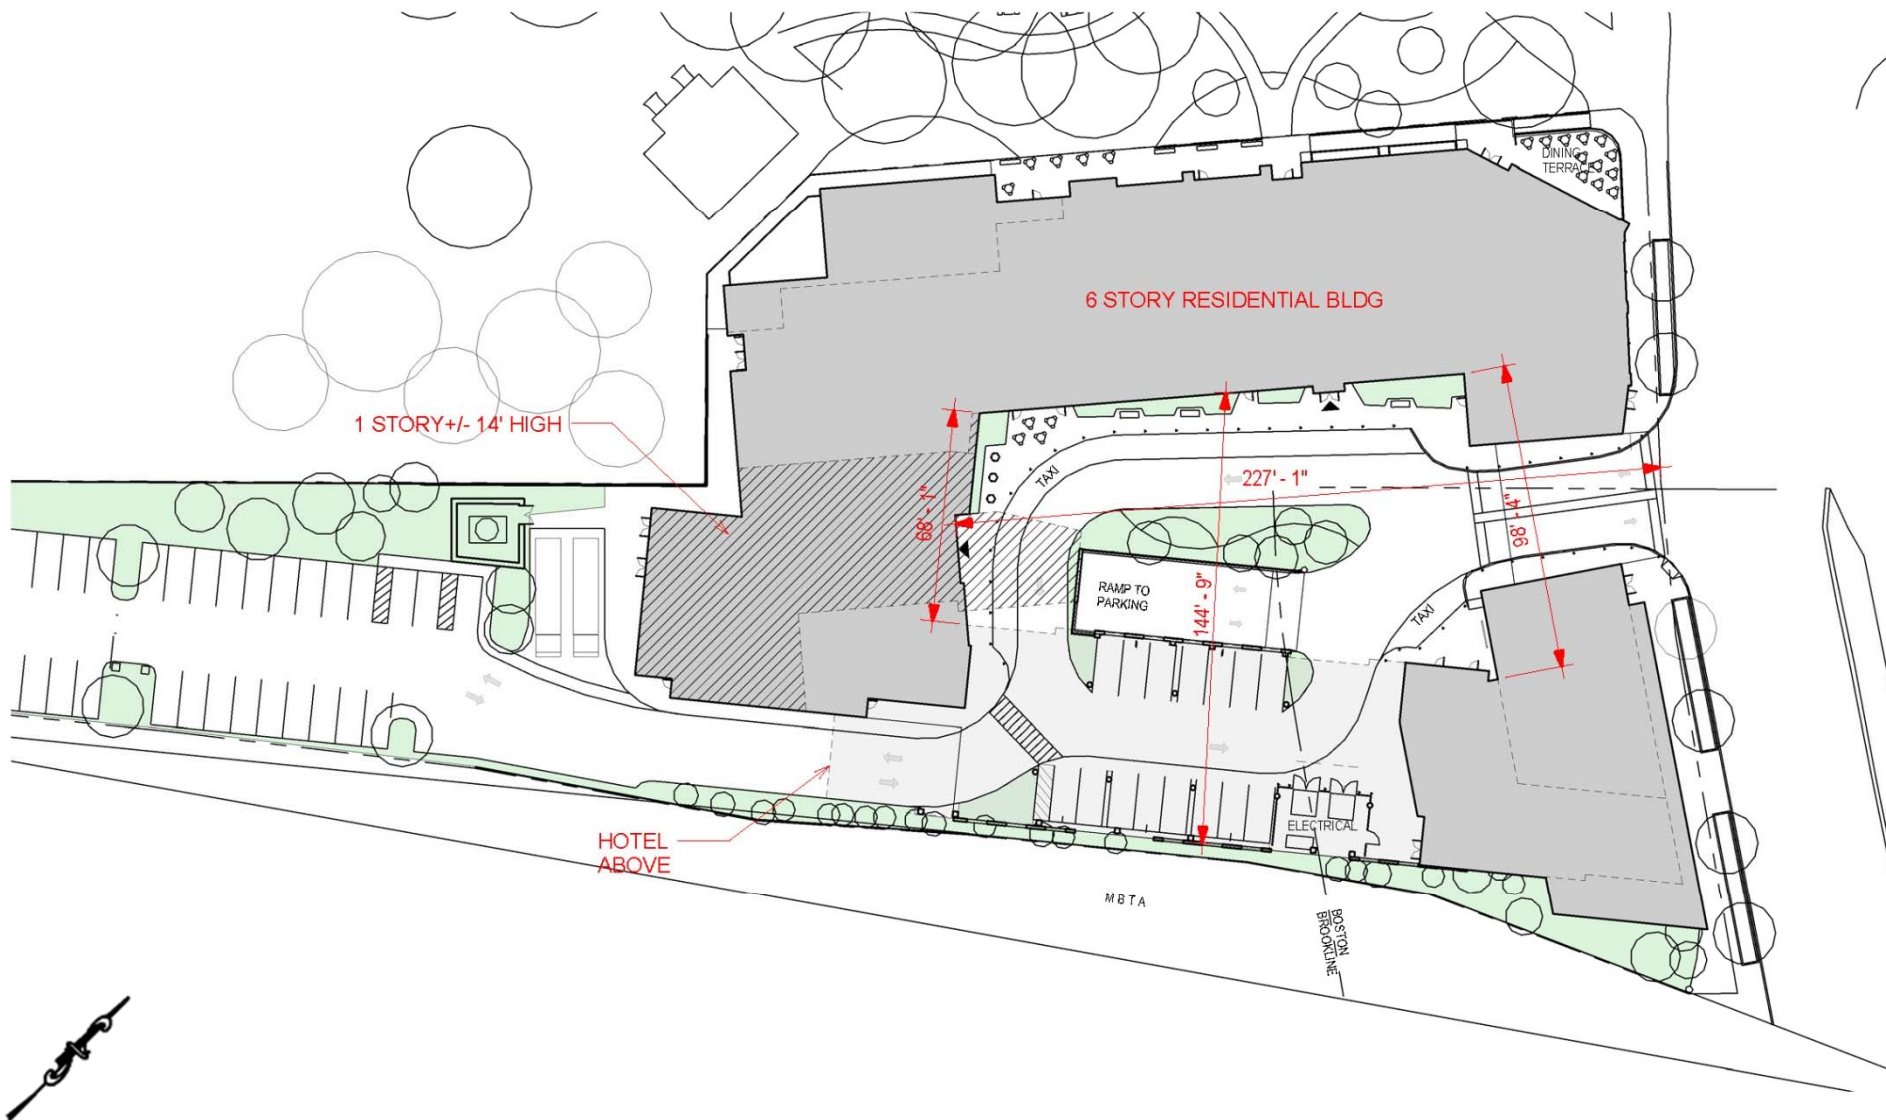 DINING
TERRACE
6 STORY RESIDENTIAL BLDG
1 STORY+/- 14' HIGH
TAXI
227' - 1"
68' - 1"
98' - 4"
RAMP TO
PARKING
144' - 9"
TAXI
ELECTRICAL
HOTEL
ABOVE
MBTA
BOSTON
BROOKLINE